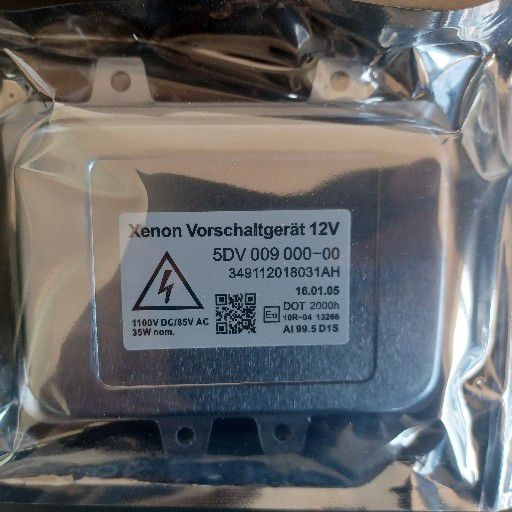 Xenon Vorschaltgerät 12V
5DV 009 000-00
349112018031AH
16.01.05
DOT 2000h
10R-04 13266
AI 99.5 D1S
1100V DC/85V AC
35W nom.